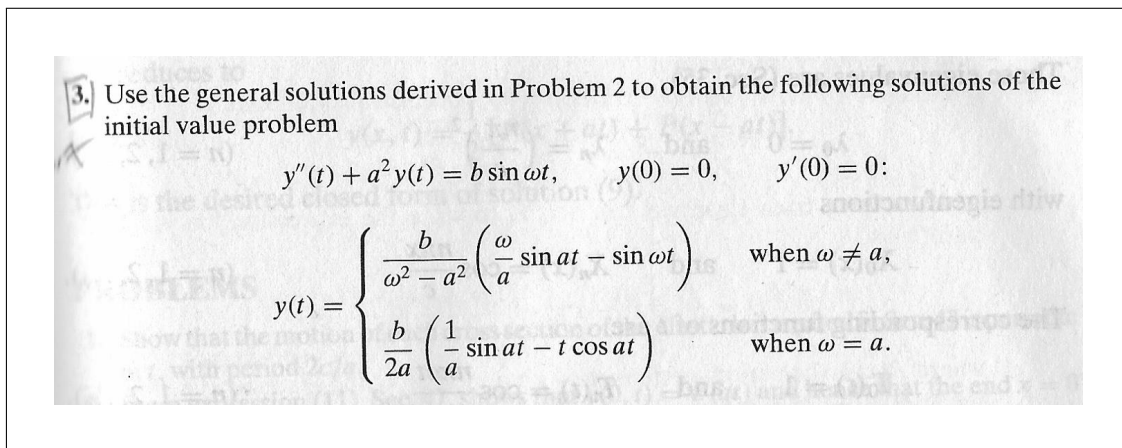 3. Use the general solutions derived in Problem 2 to obtain the following solutions of the
initial value problem
y″(t) + a²y(t) = b sin ωt, y(0) = 0, y′(0) = 0:
y(t) = { b/(ω² − a²) (ω/a sin at − sin ωt) when ω ≠ a,
b/2a (1/a sin at − t cos at) when ω = a.